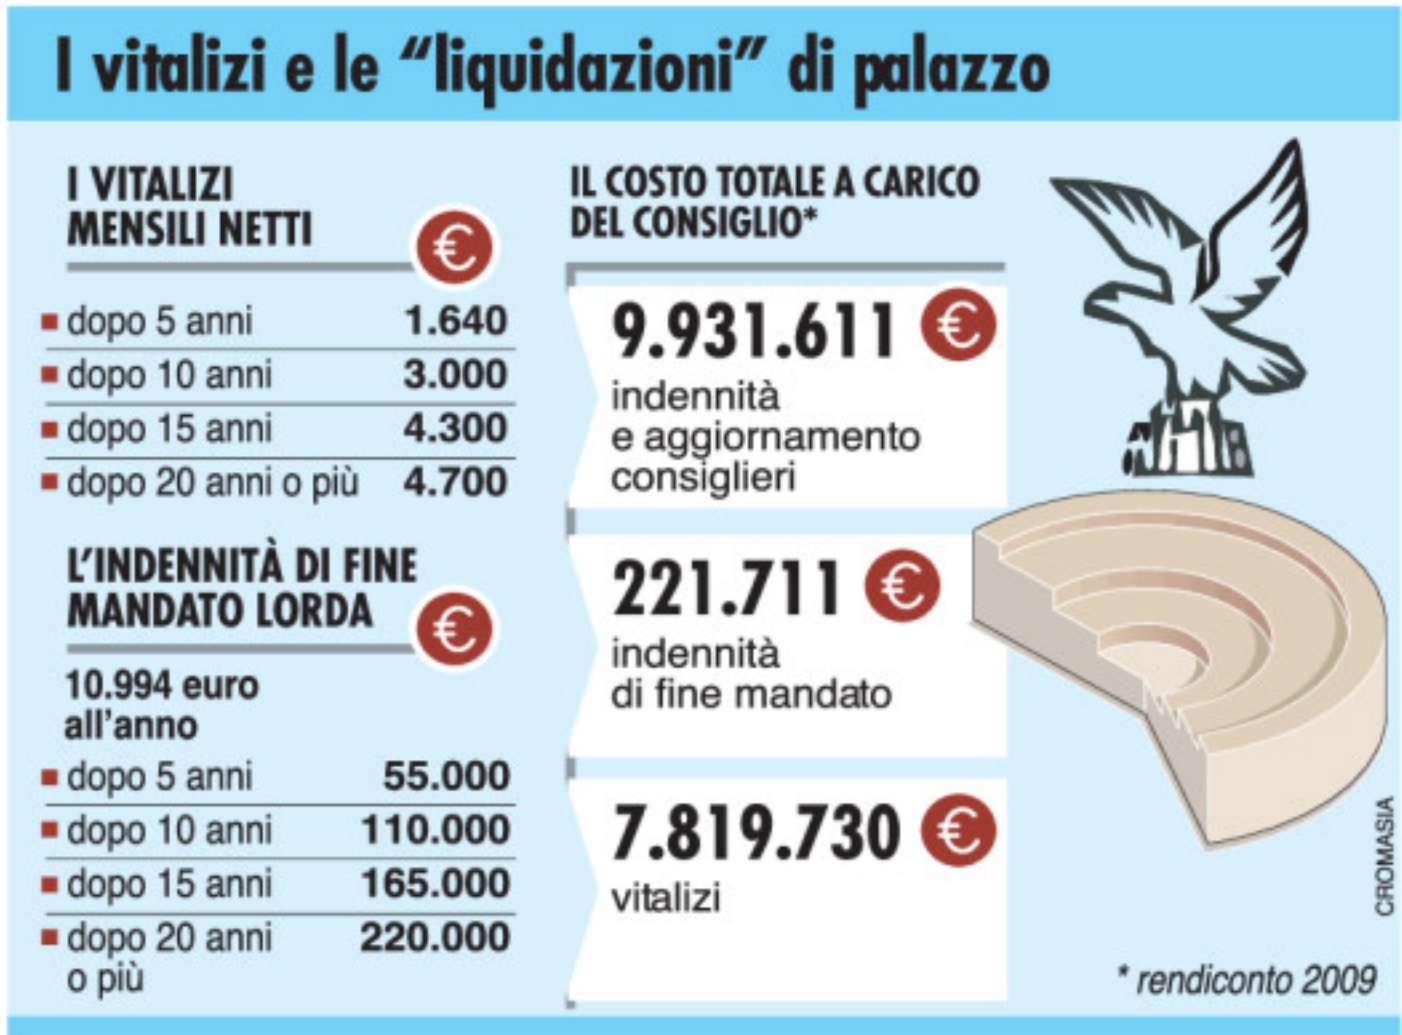 I vitalizi e le “liquidazioni” di palazzo
I VITALIZI
MENSILI NETTI
€
dopo 5 anni 1.640
dopo 10 anni 3.000
dopo 15 anni 4.300
dopo 20 anni o più 4.700
L’INDENNITÀ DI FINE
MANDATO LORDA
€
10.994 euro
all’anno
dopo 5 anni 55.000
dopo 10 anni 110.000
dopo 15 anni 165.000
dopo 20 anni 220.000
o più
IL COSTO TOTALE A CARICO
DEL CONSIGLIO*
9.931.611 €
indennità
e aggiornamento
consiglieri
221.711 €
indennità
di fine mandato
7.819.730 €
vitalizi
CROMASIA
* rendiconto 2009